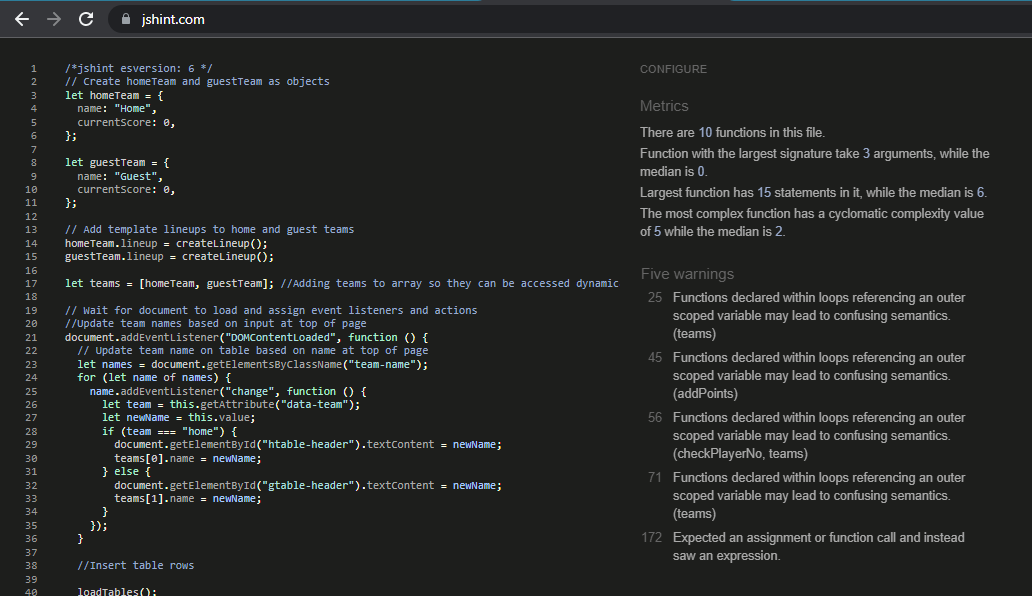 jshint.com
1 /*jshint esversion: 6 */
2 // Create homeTeam and guestTeam as objects
3 let homeTeam = {
4   name: "Home",
5   currentScore: 0,
6 };
7
8 let guestTeam = {
9   name: "Guest",
10   currentScore: 0,
11 };
12
13 // Add template lineups to home and guest teams
14 homeTeam.lineup = createLineup();
15 guestTeam.lineup = createLineup();
16
17 let teams = [homeTeam, guestTeam]; //Adding teams to array so they can be accessed dynamic
18
19 // Wait for document to load and assign event listeners and actions
20 //Update team names based on input at top of page
21 document.addEventListener("DOMContentLoaded", function () {
22   // Update team name on table based on name at top of page
23   let names = document.getElementsByClassName("team-name");
24   for (let name of names) {
25     name.addEventListener("change", function () {
26       let team = this.getAttribute("data-team");
27       let newName = this.value;
28       if (team === "home") {
29         document.getElementById("htable-header").textContent = newName;
30         teams[0].name = newName;
31       } else {
32         document.getElementById("gtable-header").textContent = newName;
33         teams[1].name = newName;
34       }
35     });
36   }
37
38   //Insert table rows
39
40   loadTables();
CONFIGURE
Metrics
There are 10 functions in this file.
Function with the largest signature take 3 arguments, while the
median is 0.
Largest function has 15 statements in it, while the median is 6.
The most complex function has a cyclomatic complexity value
of 5 while the median is 2.
Five warnings
25 Functions declared within loops referencing an outer
scoped variable may lead to confusing semantics.
(teams)
45 Functions declared within loops referencing an outer
scoped variable may lead to confusing semantics.
(addPoints)
56 Functions declared within loops referencing an outer
scoped variable may lead to confusing semantics.
(checkPlayerNo, teams)
71 Functions declared within loops referencing an outer
scoped variable may lead to confusing semantics.
(teams)
172 Expected an assignment or function call and instead
saw an expression.